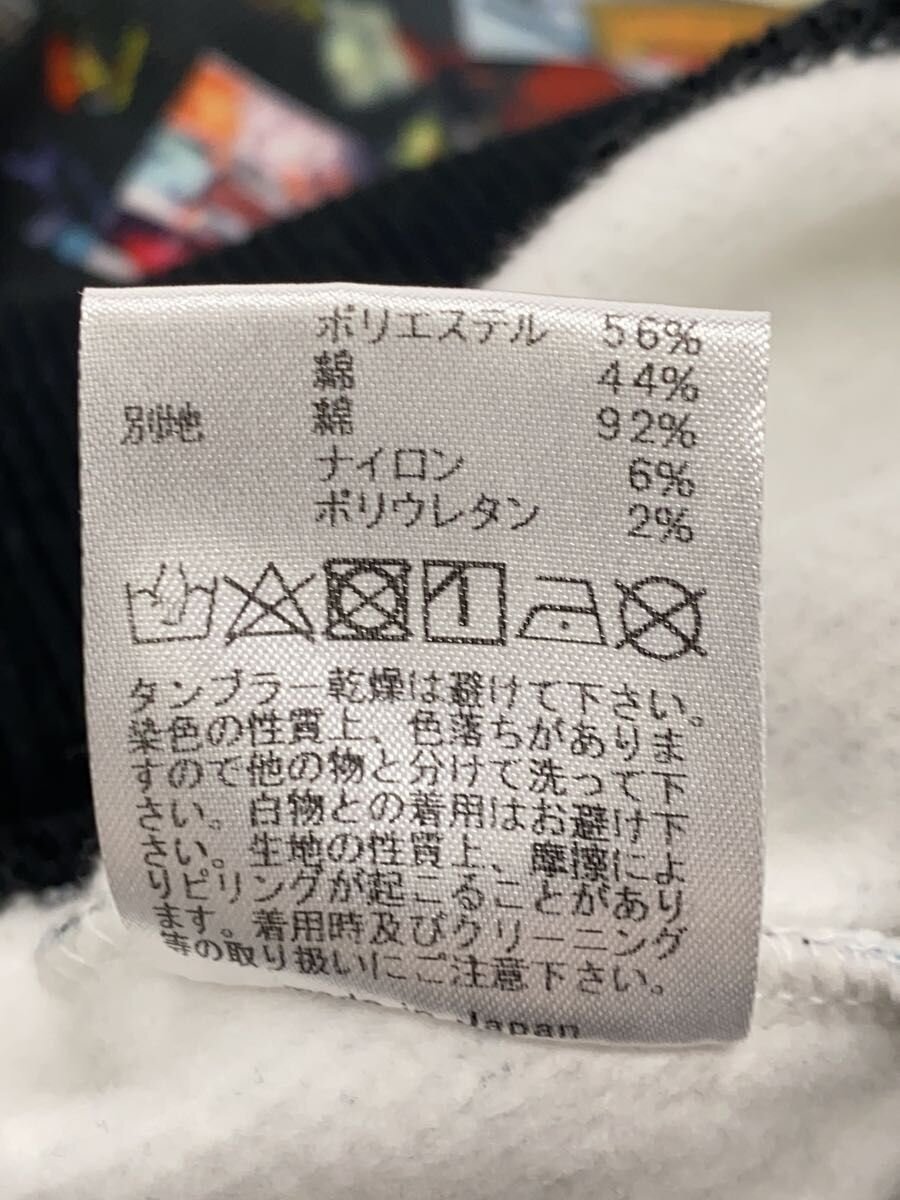 ポリエステル 56%
綿 44%
別地 綿 92%
ナイロン 6%
ポリウレタン 2%
タンブラー乾燥は避けて下さい。
染色の性質上、色落ちがありま
すので他の物と分けて洗って下
さい。白物との着用はお避け下
さい。生地の性質上、摩擦によ
りピリングが起こることがあり
ます。着用時及びクリーニング
等の取り扱いにご注意下さい。
Made in Japan